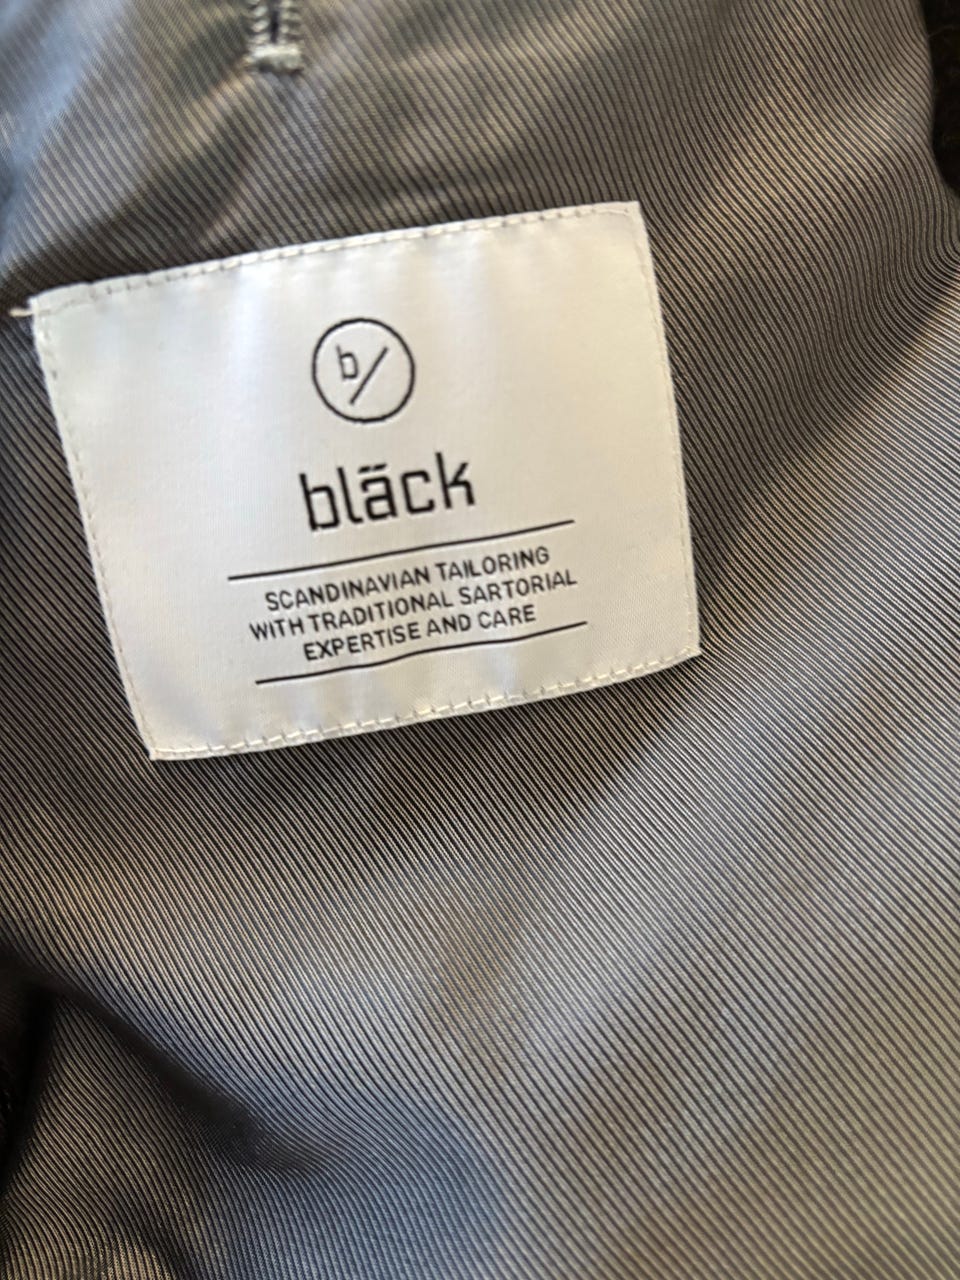 b/
bläck
SCANDINAVIAN TAILORING
WITH TRADITIONAL SARTORIAL
EXPERTISE AND CARE